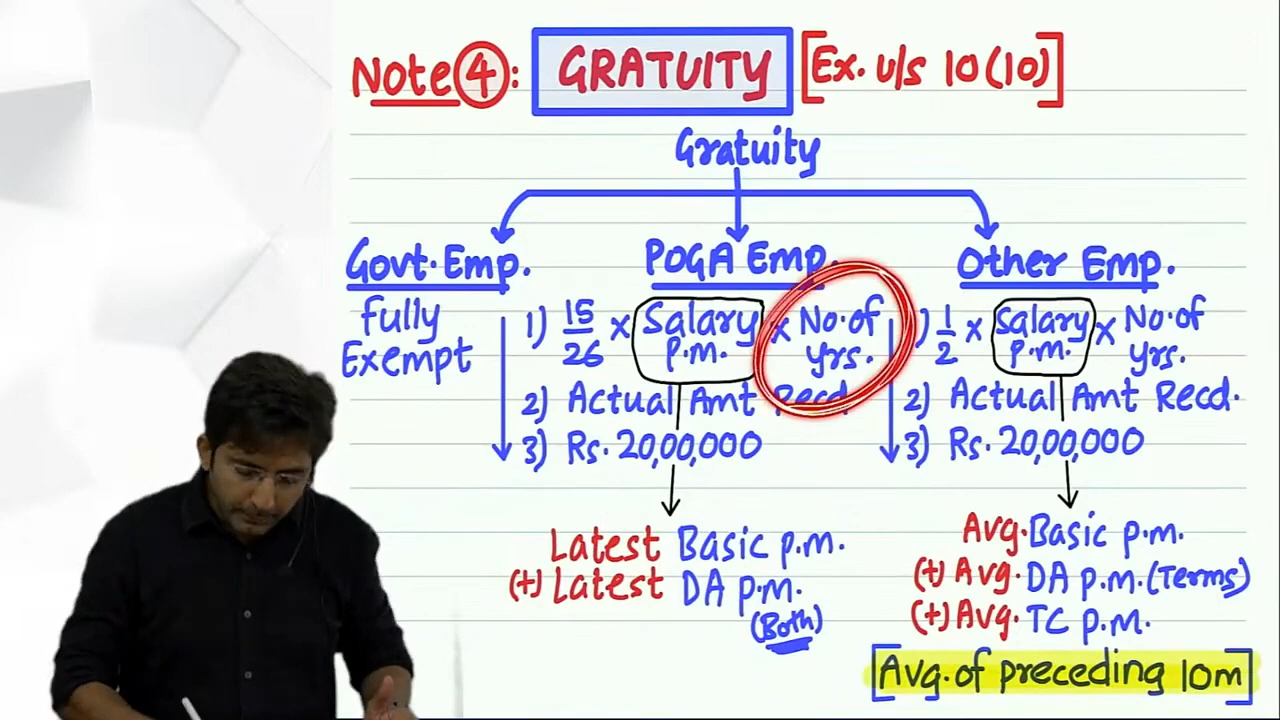 Note 4: GRATUITY [Ex. u/s 10(10)]
Gratuity
Govt. Emp.
Fully
Exempt
POGA Emp.
1) 15/26 × Salary p.m. × No. of yrs.
2) Actual Amt Recd.
3) Rs. 20,00,000
Latest Basic p.m.
(+) Latest DA p.m.
(Both)
Other Emp.
1) 1/2 × Salary p.m. × No. of yrs.
2) Actual Amt Recd.
3) Rs. 20,00,000
Avg. Basic p.m.
(+) Avg. DA p.m. (Terms)
(+) Avg. TC p.m.
[Avg. of preceding 10m]